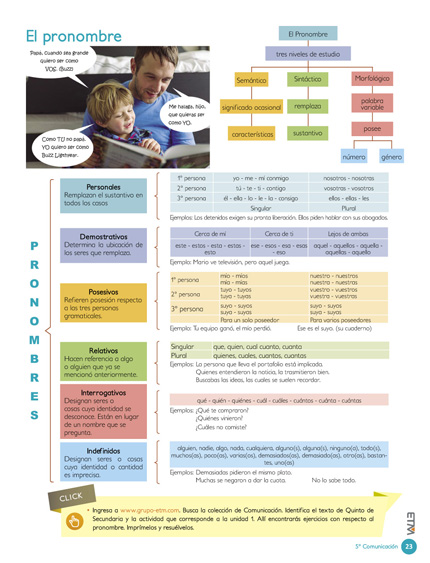 El pronombre
Papá, cuando sea grande
quiero ser como
VOS. Buzz
Me halaga, hijo,
que quieras ser
como YO.
Como TÚ no papá,
YO quiero ser como
Buzz Lightyear.
El Pronombre
tres niveles de estudio
Semántico
Sintáctico
Morfológico
significado ocasional
remplaza
palabra
variable
características
sustantivo
posee
número
género
PRONOMBRES
Personales
Remplazan el sustantivo en
todos los casos
1° persona yo - me - mí conmigo nosotros - nosotras
2° persona tú - te - ti - contigo vosotras - vosotros
3° persona él - ella - lo - le - la - consigo ellos - ellas - les
Singular Plural
Ejemplos: Los detenidos exigen su pronta liberación. Ellos piden hablar con sus abogados.
Demostrativos
Determina la ubicación de
los seres que remplaza.
Cerca de mí Cerca de ti Lejos de ambos
este - estos - esta - estas -
esto
ese - esos - esa - esas
- eso
aquel - aquellos - aquella -
aquellas - aquello
Ejemplo: Mario ve televisión, pero aquel juega.
Posesivos
Refieren posesión respecto
a las tres personas
gramaticales.
1° persona mío - míos nuestra - nuestras
mía - mías nuestro - nuestros
2° persona tuyo - tuyos vuestro - vuestros
tuya - tuyas vuestra - vuestras
3° persona suyo - suyos suyo - suyos
suya - suyas suya - suyas
Para un solo poseedor Para varios poseedores
Ejemplo: Tu equipo ganó, el mío perdió. Ese es el suyo. (su cuaderno)
Relativos
Hacen referencia a algo
o alguien que ya se
mencionó anteriormente.
Singular que, quien, cual cuanto, cuanta
Plural quienes, cuales, cuantos, cuantas
Ejemplos: La persona que lleva el portafolio está implicada.
Quienes entendieron la noticia, la trasmitieron bien.
Buscabas las ideas, las cuales se suelen recordar.
Interrogativos
Designan seres o
cosas cuya identidad se
desconoce. Están en lugar
de un nombre que se
pregunta.
qué - quién - quiénes - cuál - cuáles - cuántos - cuánta - cuántas
Ejemplos: ¿Qué te compraron?
¿Quiénes vinieron?
¿Cuáles no comiste?
Indefinidos
Designan seres o cosas
cuya identidad o cantidad
es imprecisa.
alguien, nadie, algo, nada, cualquiera, alguno(s), alguna(s), ninguno(a), todo(s),
muchos(as), poco(as), varios(as), demasiados(as), demasiado(as), otro(as), bastan-
tes, uno(as)
Ejemplos: Demasiados pidieron el mismo plato.
Muchas se negaron a dar la cuota. No lo sabe todo.
CLICK
• Ingresa a www.grupo-etm.com. Busca la colección de Comunicación. Identifica el texto de Quinto de
Secundaria y la actividad que corresponde a la unidad 1. Allí encontrarás ejercicios con respecto al
pronombre. Imprímelos y resuélvelos.
ETM
5° Comunicación 23